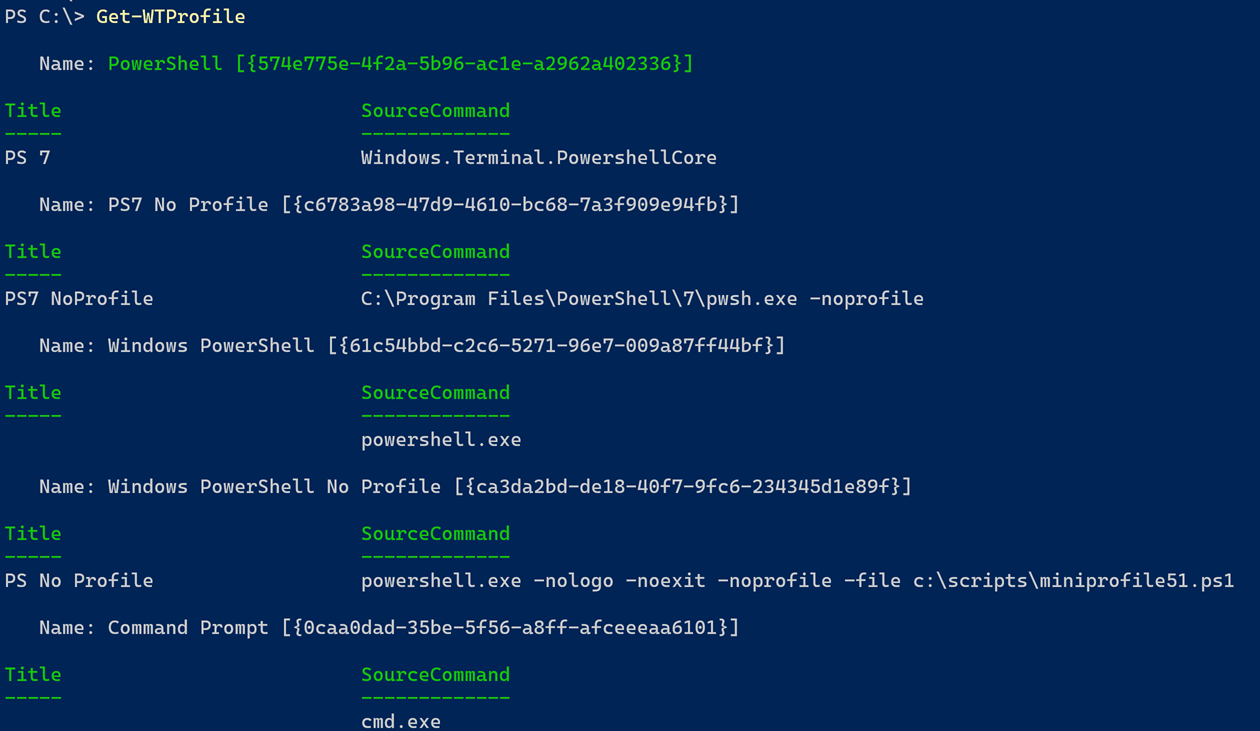 PS C:\> Get-WTProfile
Name: PowerShell [{574e775e-4f2a-5b96-ac1e-a2962a402336}]
Title SourceCommand
----- -------------
PS 7 Windows.Terminal.PowershellCore
Name: PS7 No Profile [{c6783a98-47d9-4610-bc68-7a3f909e94fb}]
Title SourceCommand
----- -------------
PS7 NoProfile C:\Program Files\PowerShell\7\pwsh.exe -noprofile
Name: Windows PowerShell [{61c54bbd-c2c6-5271-96e7-009a87ff44bf}]
Title SourceCommand
----- -------------
powershell.exe
Name: Windows PowerShell No Profile [{ca3da2bd-de18-40f7-9fc6-234345d1e89f}]
Title SourceCommand
----- -------------
PS No Profile powershell.exe -nologo -noexit -noprofile -file c:\scripts\miniprofile51.ps1
Name: Command Prompt [{0caa0dad-35be-5f56-a8ff-afceeeaa6101}]
Title SourceCommand
----- -------------
cmd.exe